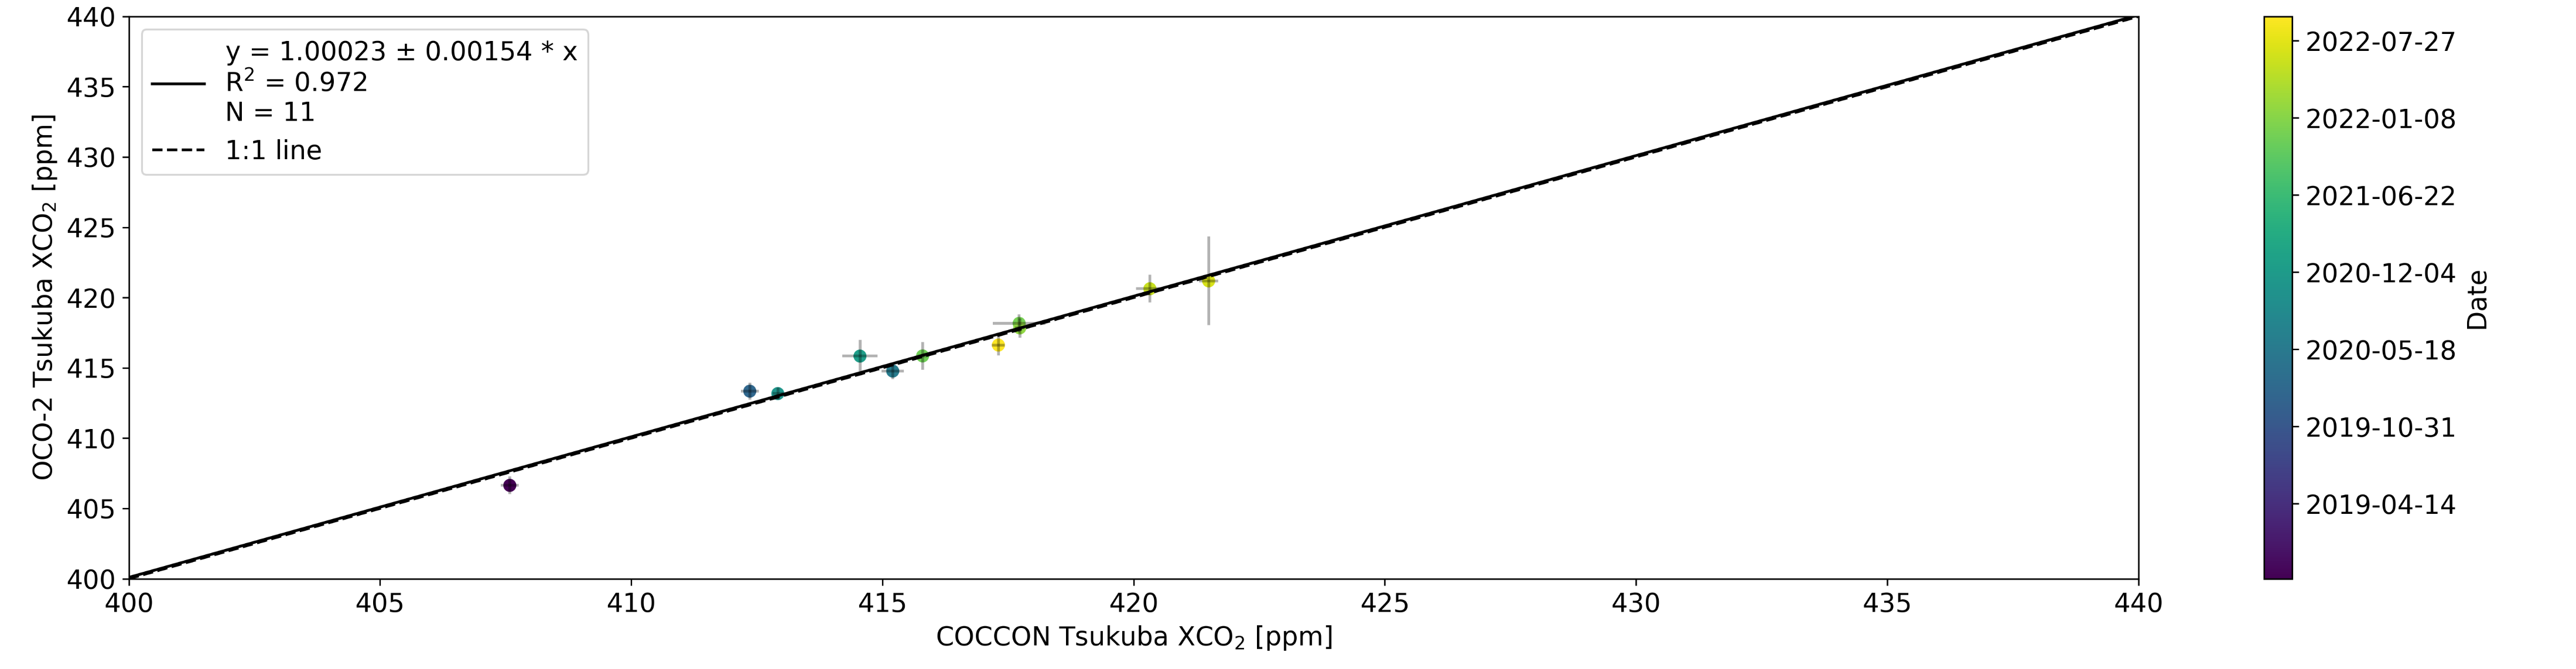 y = 1.00023 ± 0.00154 * x
R² = 0.972
N = 11
1:1 line
440
435
430
425
420
415
410
405
400
OCO-2 Tsukuba XCO₂ [ppm]
400 405 410 415 420 425 430 435 440
COCCON Tsukuba XCO₂ [ppm]
2022-07-27
2022-01-08
2021-06-22
2020-12-04
2020-05-18
2019-10-31
2019-04-14
Date